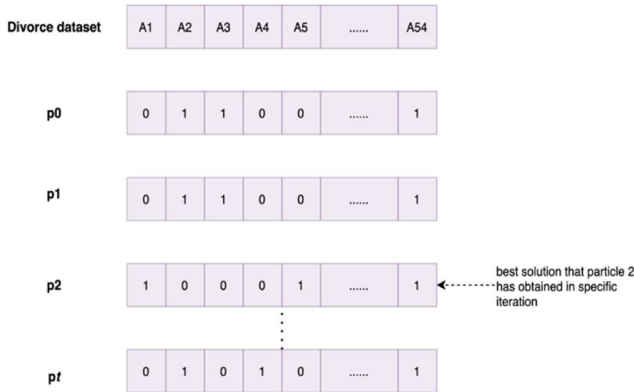 Divorce dataset A1 A2 A3 A4 A5 ...... A54
p0 0 1 1 0 0 ...... 1
p1 0 1 1 0 0 ...... 1
p2 1 0 0 0 1 ...... 1
best solution that particle 2
has obtained in specific
iteration
pt 0 1 0 1 0 ...... 1